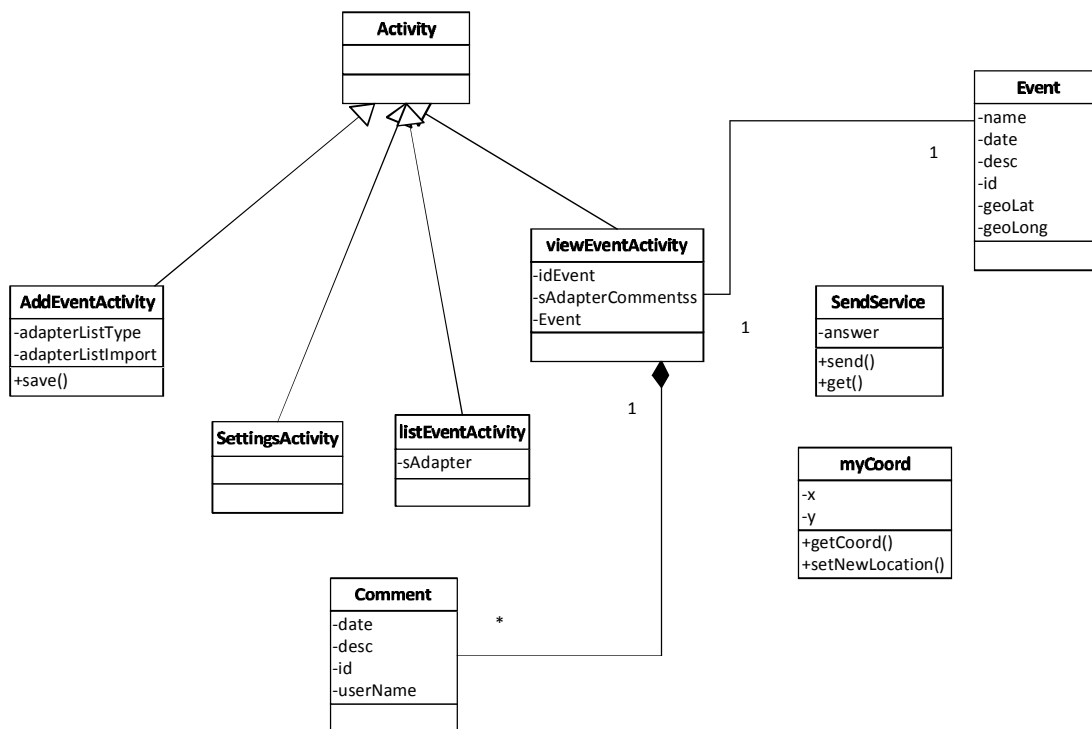 Activity
Event
-name
-date
-desc
-id
-geoLat
-geoLong
1
viewEventActivity
-idEvent
-sAdapterCommentss
-Event
1
1
AddEventActivity
-adapterListType
-adapterListImport
+save()
SendService
-answer
+send()
+get()
SettingsActivity
listEventActivity
-sAdapter
myCoord
-x
-y
+getCoord()
+setNewLocation()
Comment
-date
-desc
-id
-userName
*